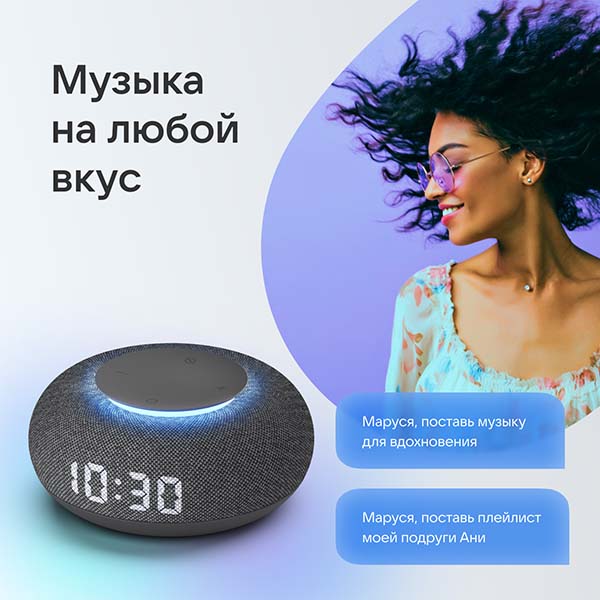 Музыка
на любой
вкус
10:30
Маруся, поставь музыку
для вдохновения
Маруся, поставь плейлист
моей подруги Ани